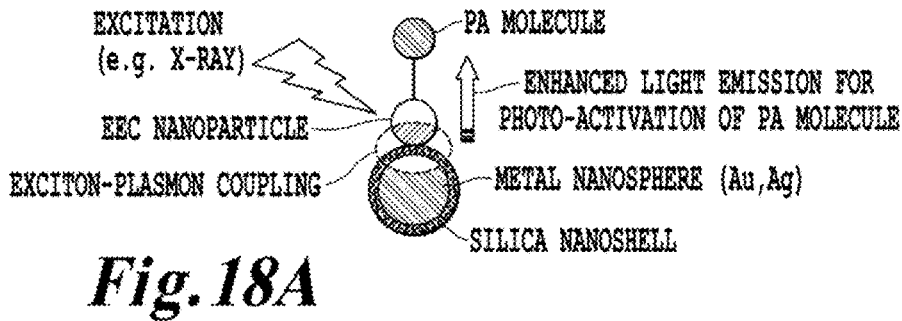 EXCITATION
(e.g. X-RAY)
PA MOLECULE
ENHANCED LIGHT EMISSION FOR
PHOTO-ACTIVATION OF PA MOLECULE
EEC NANOPARTICLE
EXCITON-PLASMON COUPLING
METAL NANOSPHERE (Au,Ag)
SILICA NANOSHELL
Fig.18A